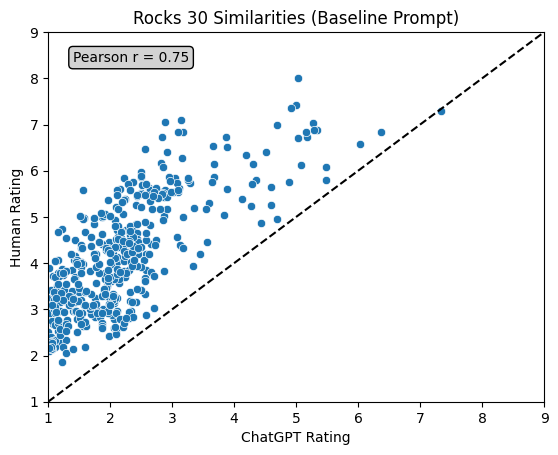 Rocks 30 Similarities (Baseline Prompt)
9
8
7
6
5
4
3
2
1
Pearson r = 0.75
Human Rating
1 2 3 4 5 6 7 8 9
ChatGPT Rating